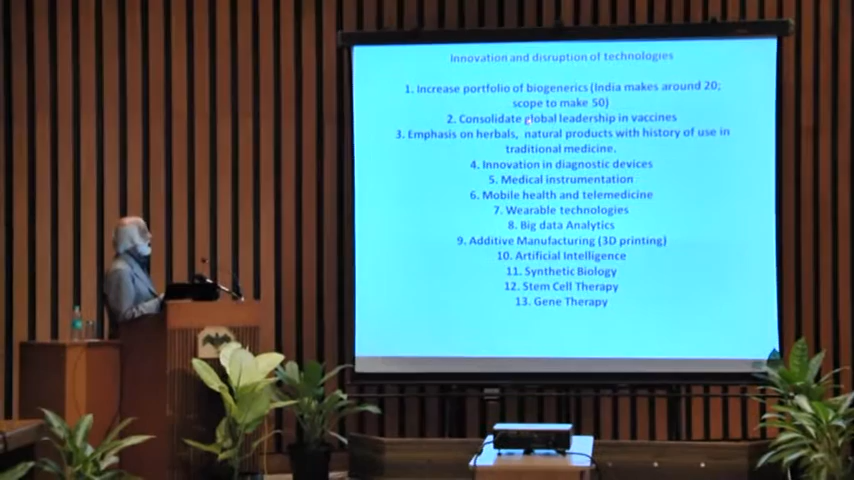 Innovation and disruption of technologies
1. Increase portfolio of biogenerics (India makes around 20;
scope to make 50)
2. Consolidate global leadership in vaccines
3. Emphasis on herbals, natural products with history of use in
traditional medicine.
4. Innovation in diagnostic devices
5. Medical instrumentation
6. Mobile health and telemedicine
7. Wearable technologies
8. Big data Analytics
9. Additive Manufacturing (3D printing)
10. Artificial Intelligence
11. Synthetic Biology
12. Stem Cell Therapy
13. Gene Therapy